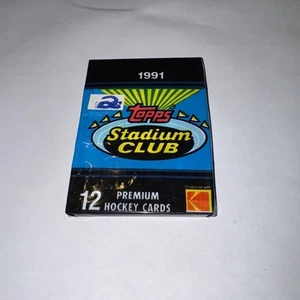 1991
Topps
Stadium
CLUB
12 PREMIUM
HOCKEY CARDS